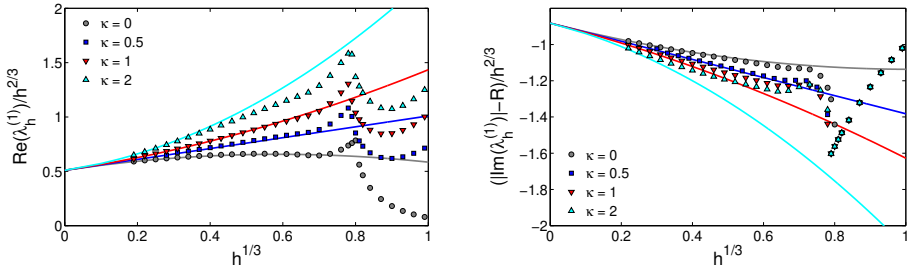 2
1.5
1
0.5
0
0 0.2 0.4 0.6 0.8 1
h^{1/3}
Re(λ_h^{(1)})/h^{2/3}
κ = 0
κ = 0.5
κ = 1
κ = 2
−1
−1.2
−1.4
−1.6
−1.8
−2
0 0.2 0.4 0.6 0.8 1
h^{1/3}
(|Im(λ_h^{(1)})|−R)/h^{2/3}
κ = 0
κ = 0.5
κ = 1
κ = 2